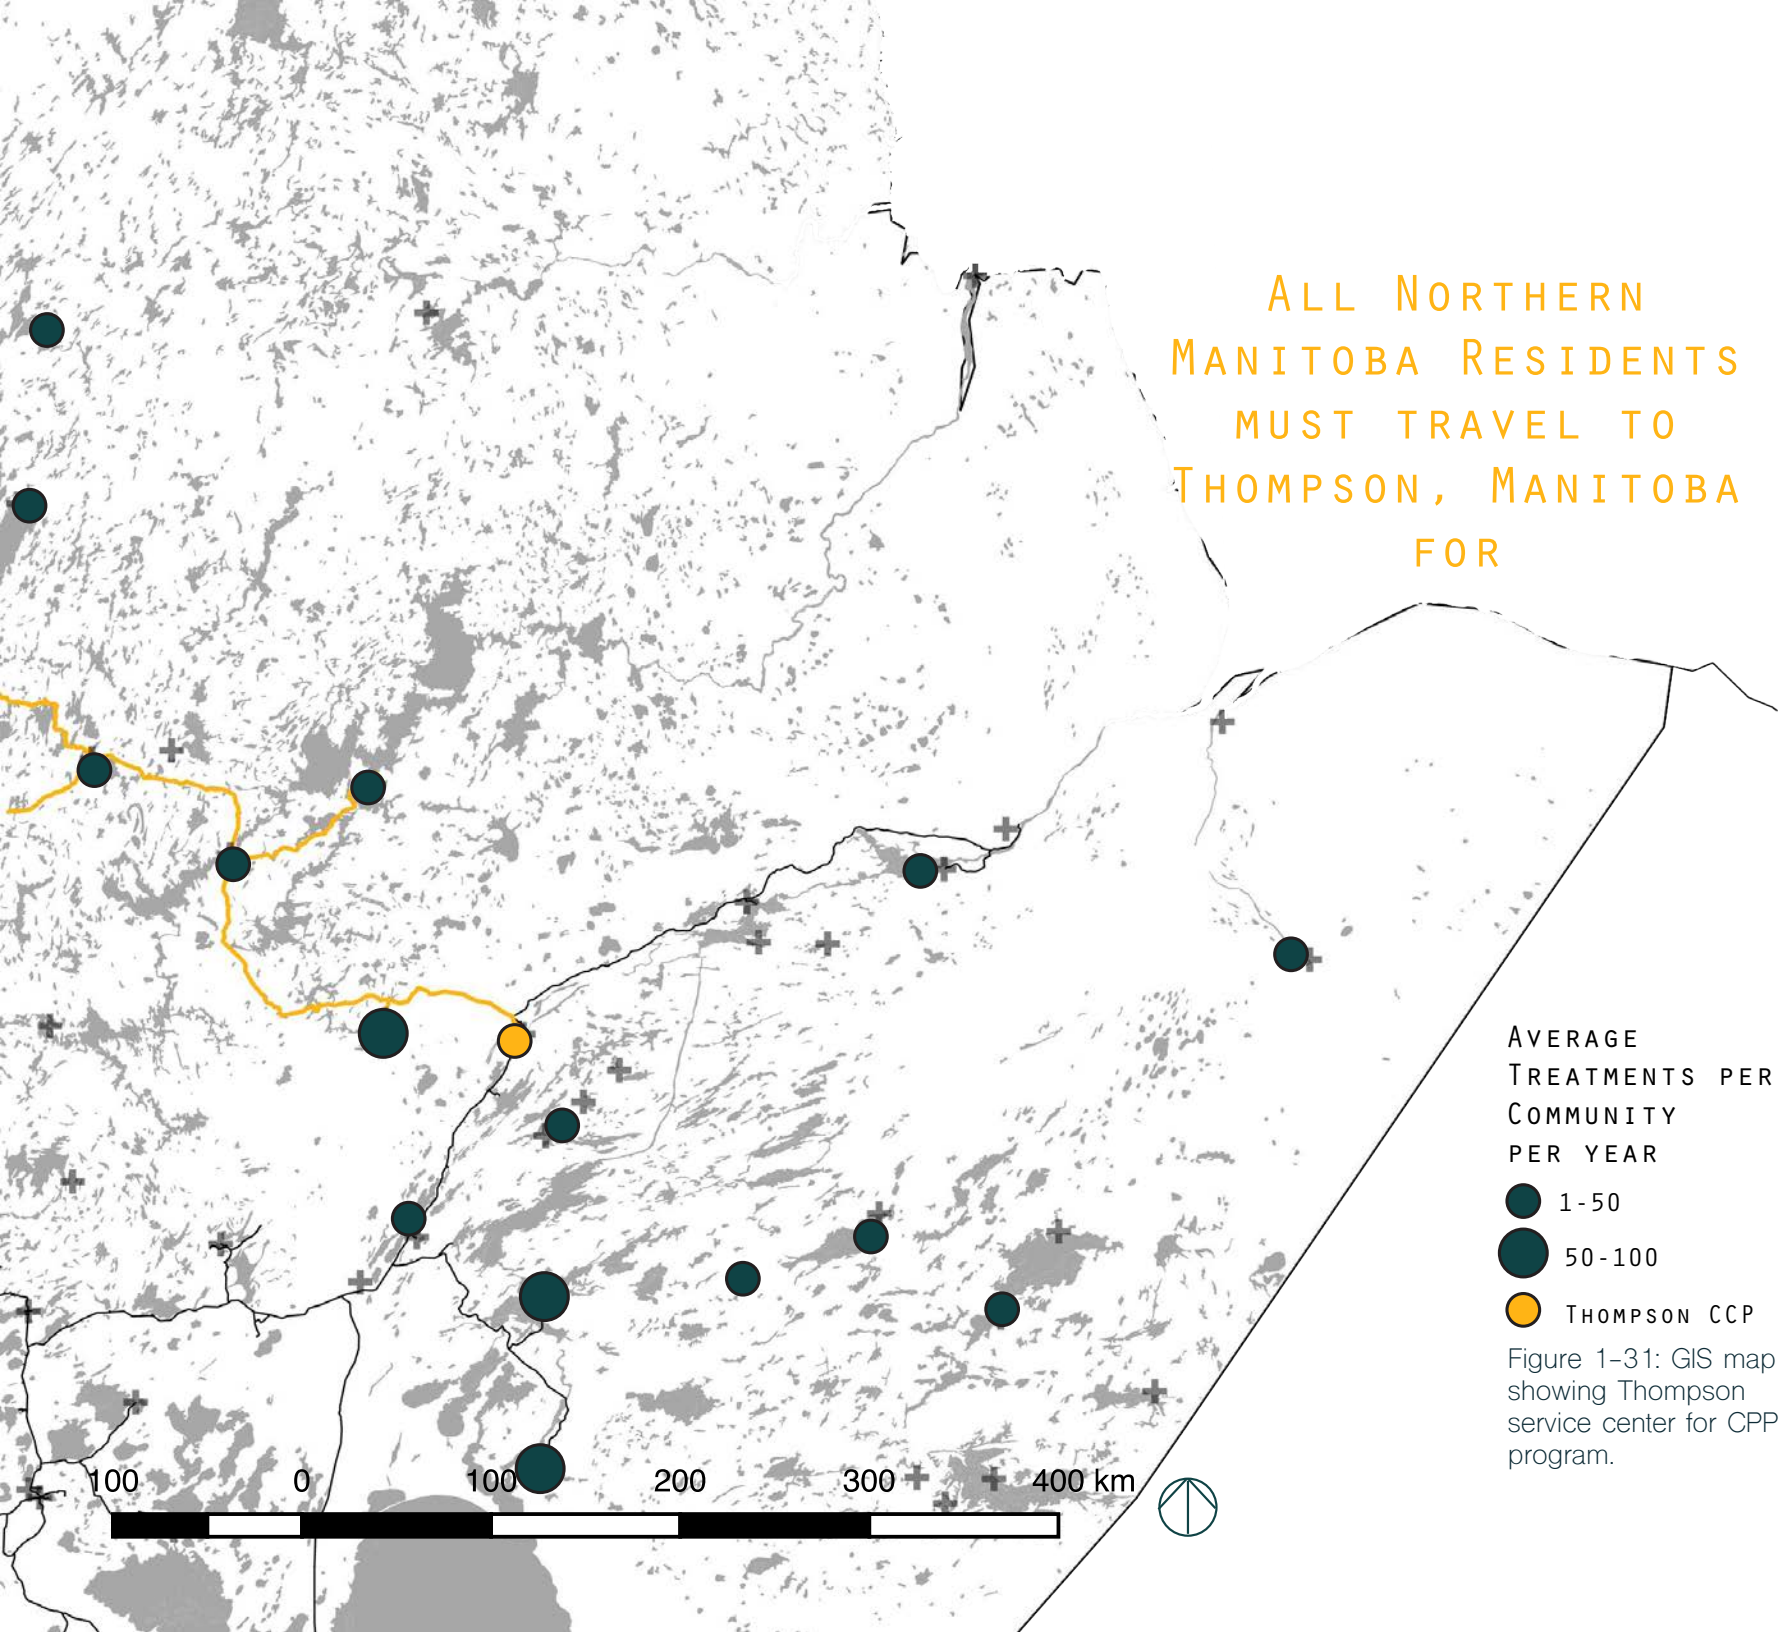 All Northern
Manitoba Residents
must travel to
Thompson, Manitoba
for
Average
Treatments per
Community
per year
1-50
50-100
Thompson CCP
Figure 1-31: GIS map
showing Thompson
service center for CPP
program.
100 0 100 200 300 400 km